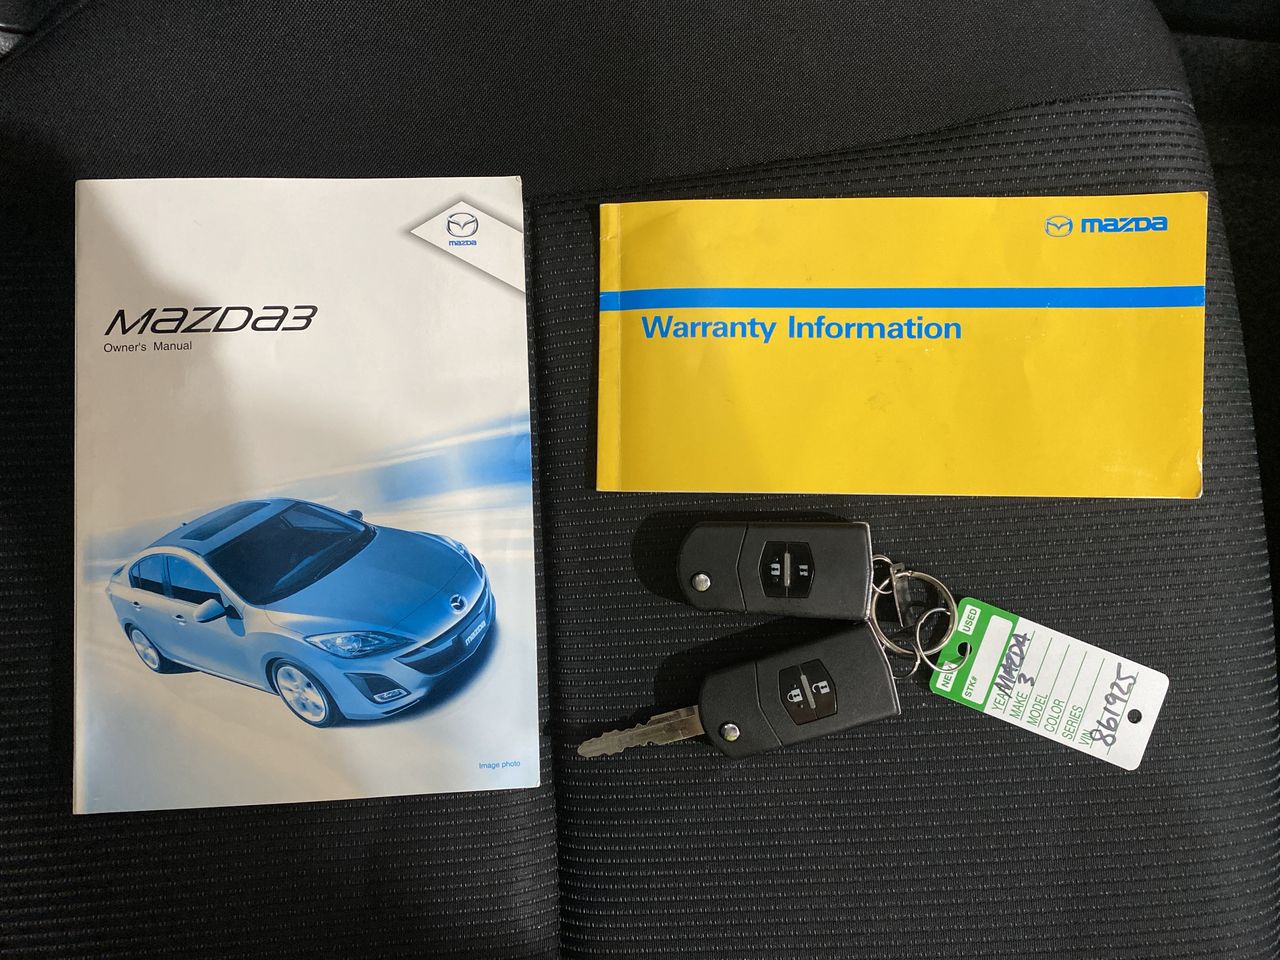 mazda
mazda3
Owner's Manual
mazda
Image photo
mazda
Warranty Information
NEW
USED
STK#
YEAR
MAZDA
MAKE 3
MODEL
COLOR
SERIES
VIN
861925